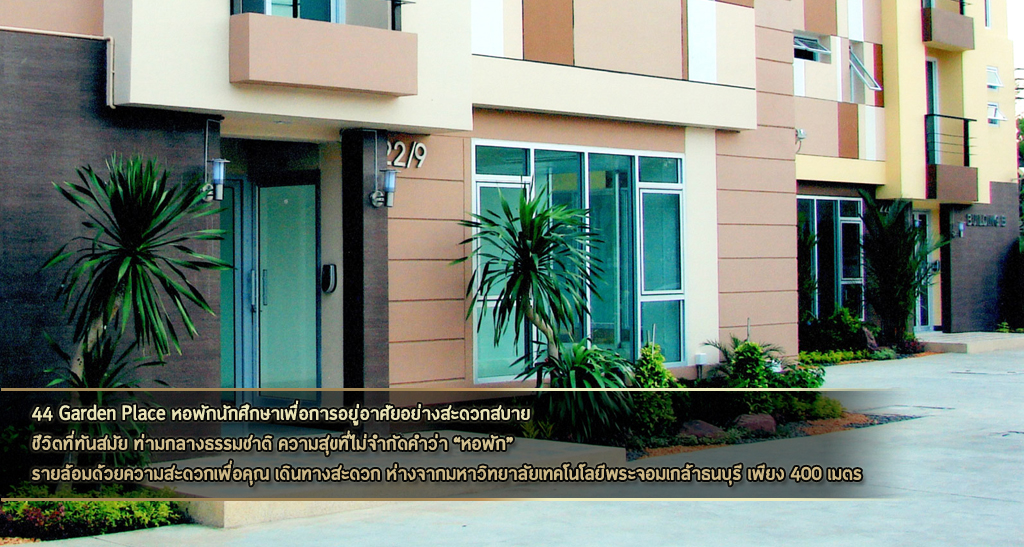 22/9
BUILDING B
44 Garden Place หอพักนักศึกษาเพื่อการอยู่อาศัยอย่างสะดวกสบาย
ชีวิตที่ทันสมัย ท่ามกลางธรรมชาติ ความสุขที่ไม่จำกัดคำว่า “หอพัก”
รายล้อมด้วยความสะดวกเพื่อคุณ เดินทางสะดวก ห่างจากมหาวิทยาลัยเทคโนโลยีพระจอมเกล้าธนบุรี เพียง 400 เมตร